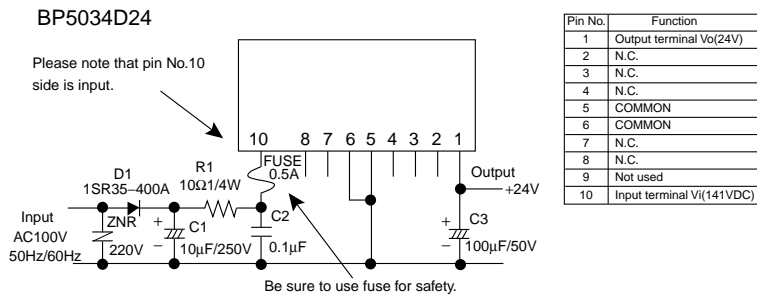 BP5034D24
Please note that pin No.10
side is input.
10 8 7 6 5 4 3 2 1
FUSE
0.5A
R1
10Ω1/4W
D1
1SR35–400A
Output
+24V
Input
AC100V
50Hz/60Hz
ZNR
220V
+
–
C1
10µF/250V
C2
0.1µF
+
–
C3
100µF/50V
Be sure to use fuse for safety.
Pin No. Function
1 Output terminal Vo(24V)
2 N.C.
3 N.C.
4 N.C.
5 COMMON
6 COMMON
7 N.C.
8 N.C.
9 Not used
10 Input terminal Vi(141VDC)